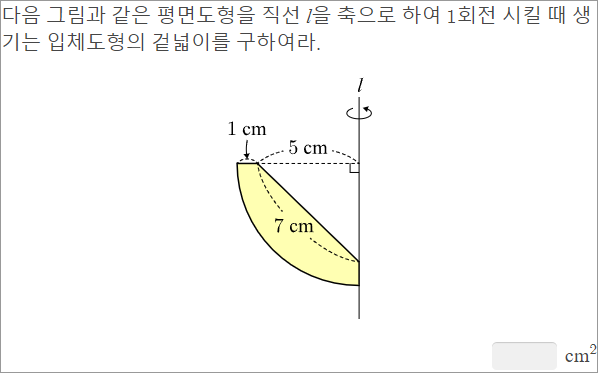 다음 그림과 같은 평면도형을 직선 l을 축으로 하여 1회전 시킬 때 생
기는 입체도형의 겉넓이를 구하여라.
l
1 cm
5 cm
7 cm
cm²